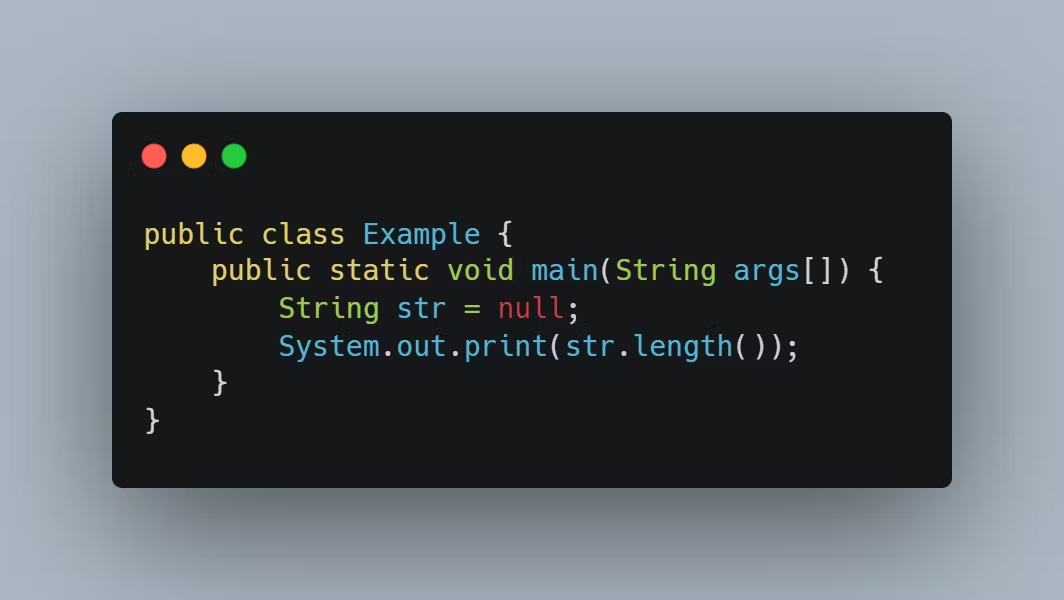 public class Example {
    public static void main(String args[]) {
        String str = null;
        System.out.print(str.length());
    }
}